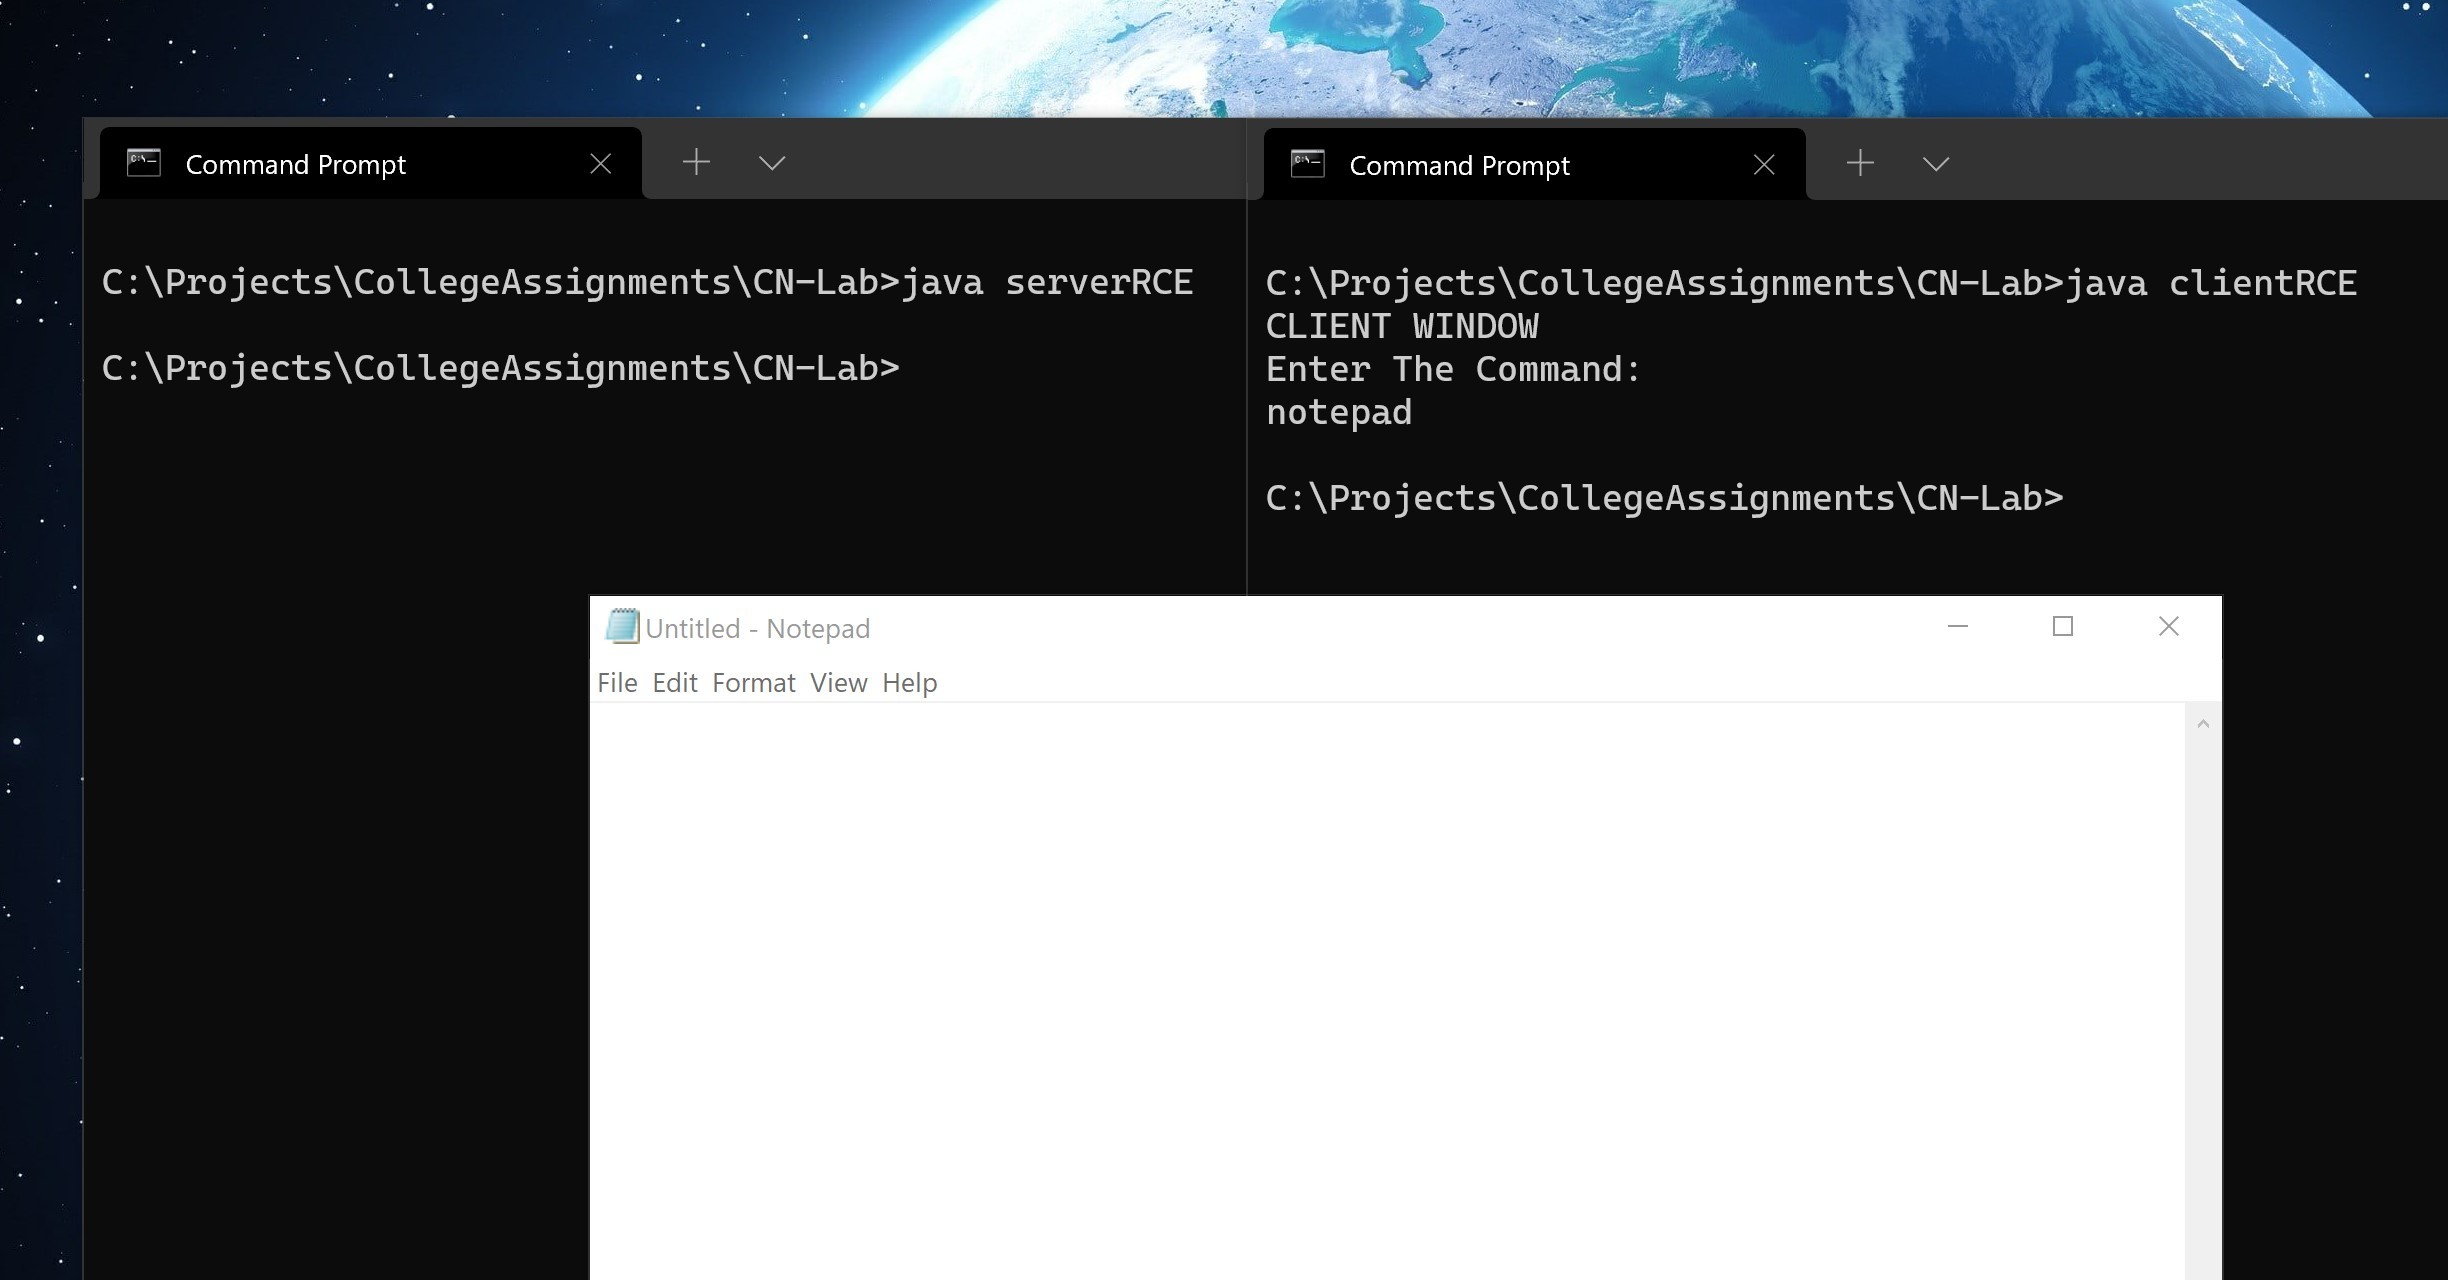 Command Prompt
C:\Projects\CollegeAssignments\CN-Lab>java serverRCE
C:\Projects\CollegeAssignments\CN-Lab>
Command Prompt
C:\Projects\CollegeAssignments\CN-Lab>java clientRCE
CLIENT WINDOW
Enter The Command:
notepad
C:\Projects\CollegeAssignments\CN-Lab>
Untitled - Notepad
File Edit Format View Help